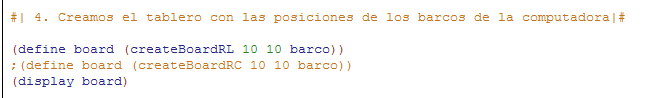 #| 4. Creamos el tablero con las posiciones de los barcos de la computadora|#
(define board (createBoardRL 10 10 barco))
;(define board (createBoardRC 10 10 barco))
(display board)